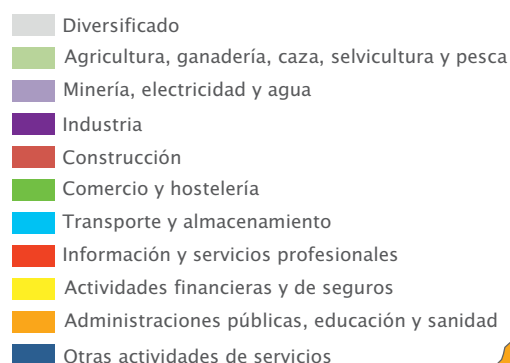 Diversificado
Agricultura, ganadería, caza, selvicultura y pesca
Minería, electricidad y agua
Industria
Construcción
Comercio y hostelería
Transporte y almacenamiento
Información y servicios profesionales
Actividades financieras y de seguros
Administraciones públicas, educación y sanidad
Otras actividades de servicios